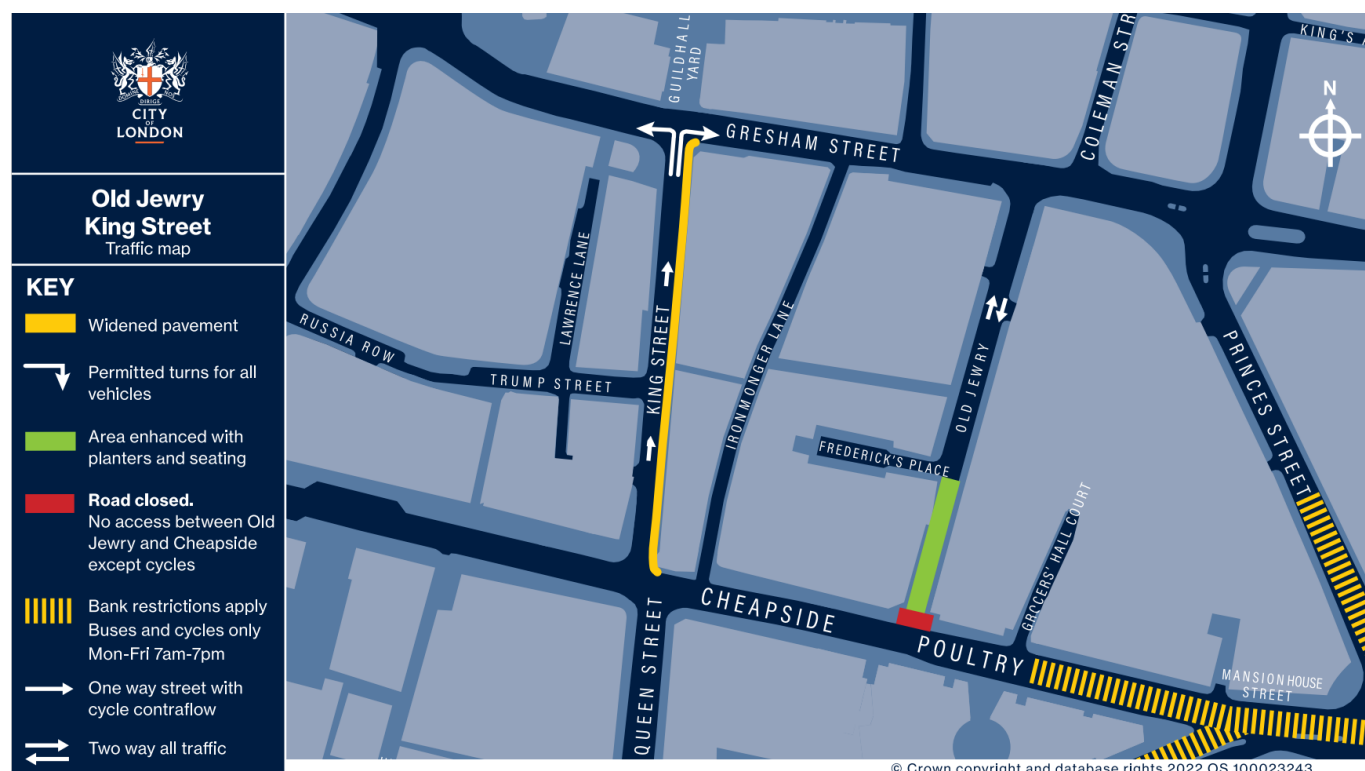 DOMINE DIRIGE NOS
CITY
OF
LONDON
Old Jewry
King Street
Traffic map
KEY
Widened pavement
Permitted turns for all
vehicles
Area enhanced with
planters and seating
Road closed.
No access between Old
Jewry and Cheapside
except cycles
Bank restrictions apply
Buses and cycles only
Mon-Fri 7am-7pm
One way street with
cycle contraflow
Two way all traffic
GUILDHALL
YARD
GRESHAM STREET
COLEMAN STR
KING'S A
N
LAWRENCE LANE
RUSSIA ROW
TRUMP STREET
KING STREET
IRONMONGER LANE
OLD JEWRY
FREDERICK'S PLACE
PRINCES STREET
GROCERS' HALL COURT
QUEEN STREET
CHEAPSIDE
POULTRY
MANSION HOUSE
STREET
© Crown copyright and database rights 2022 OS 100023243